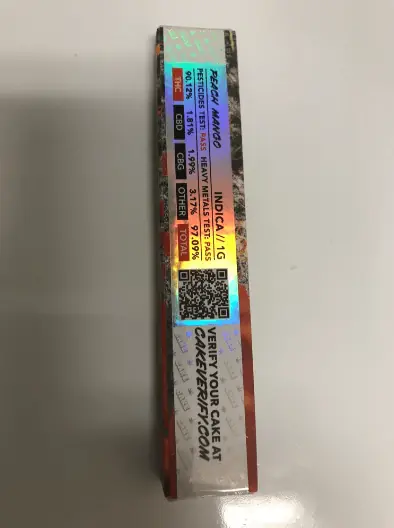 PEACH MANGO
INDICA // 1G
PESTICIDES TEST: PASS HEAVY METALS TEST: PASS
90.12% 1.81% 1.99% 3.17% 97.09%
THC CBD CBG OTHER TOTAL
VERIFY YOUR CAKE AT
CAKEVERIFY.COM